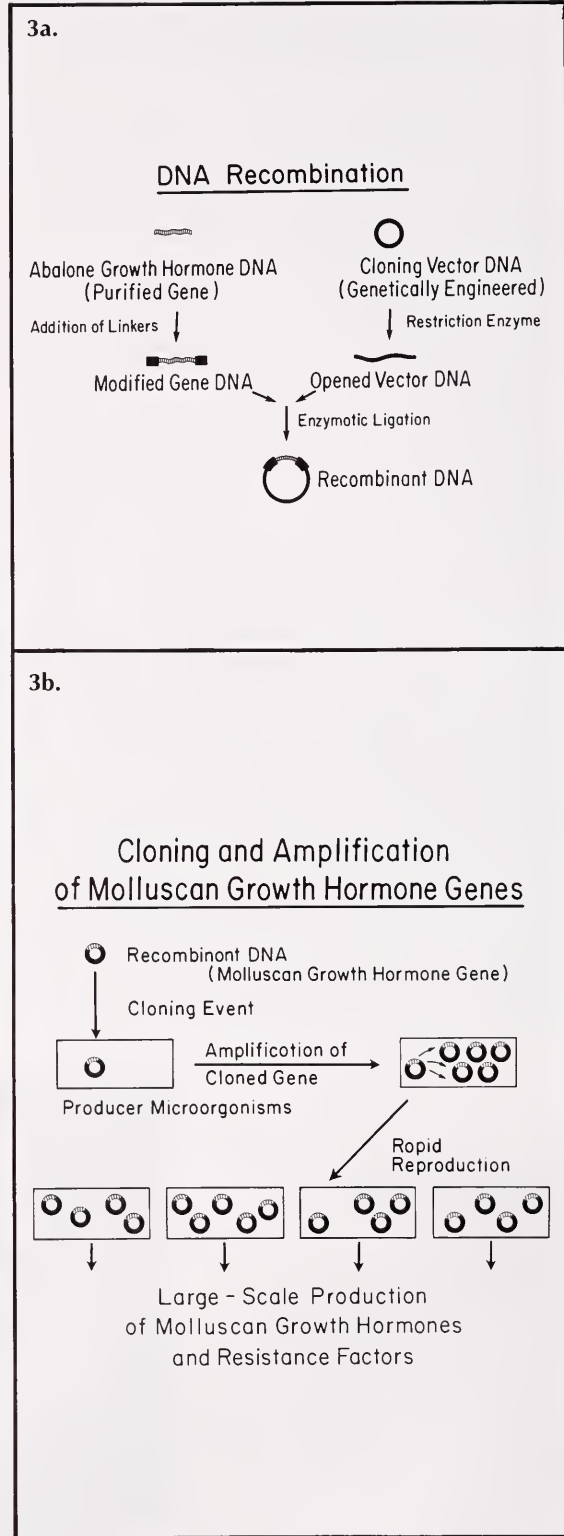 3a.
DNA Recombination
Abalone Growth Hormone DNA
(Purified Gene)
Cloning Vector DNA
(Genetically Engineered)
Addition of Linkers
Restriction Enzyme
Modified Gene DNA
Opened Vector DNA
Enzymotic Ligation
Recombinant DNA
3b.
Cloning and Amplification
of Molluscan Growth Hormone Genes
Recombinont DNA
(Molluscan Growth Hormone Gene)
Cloning Event
Amplification of
Cloned Gene
Producer Microorgonisms
Ropid
Reproduction
Large-Scale Production
of Molluscan Growth Hormones
and Resistance Factors